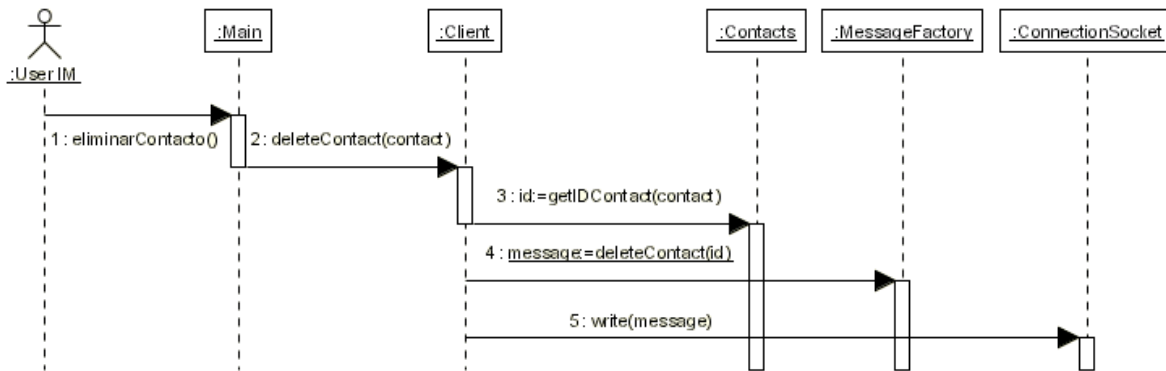 :User IM
:Main
:Client
:Contacts
:MessageFactory
:ConnectionSocket
1 : eliminarContacto()
2 : deleteContact(contact)
3 : id:=getIDContact(contact)
4 : message:=deleteContact(id)
5 : write(message)